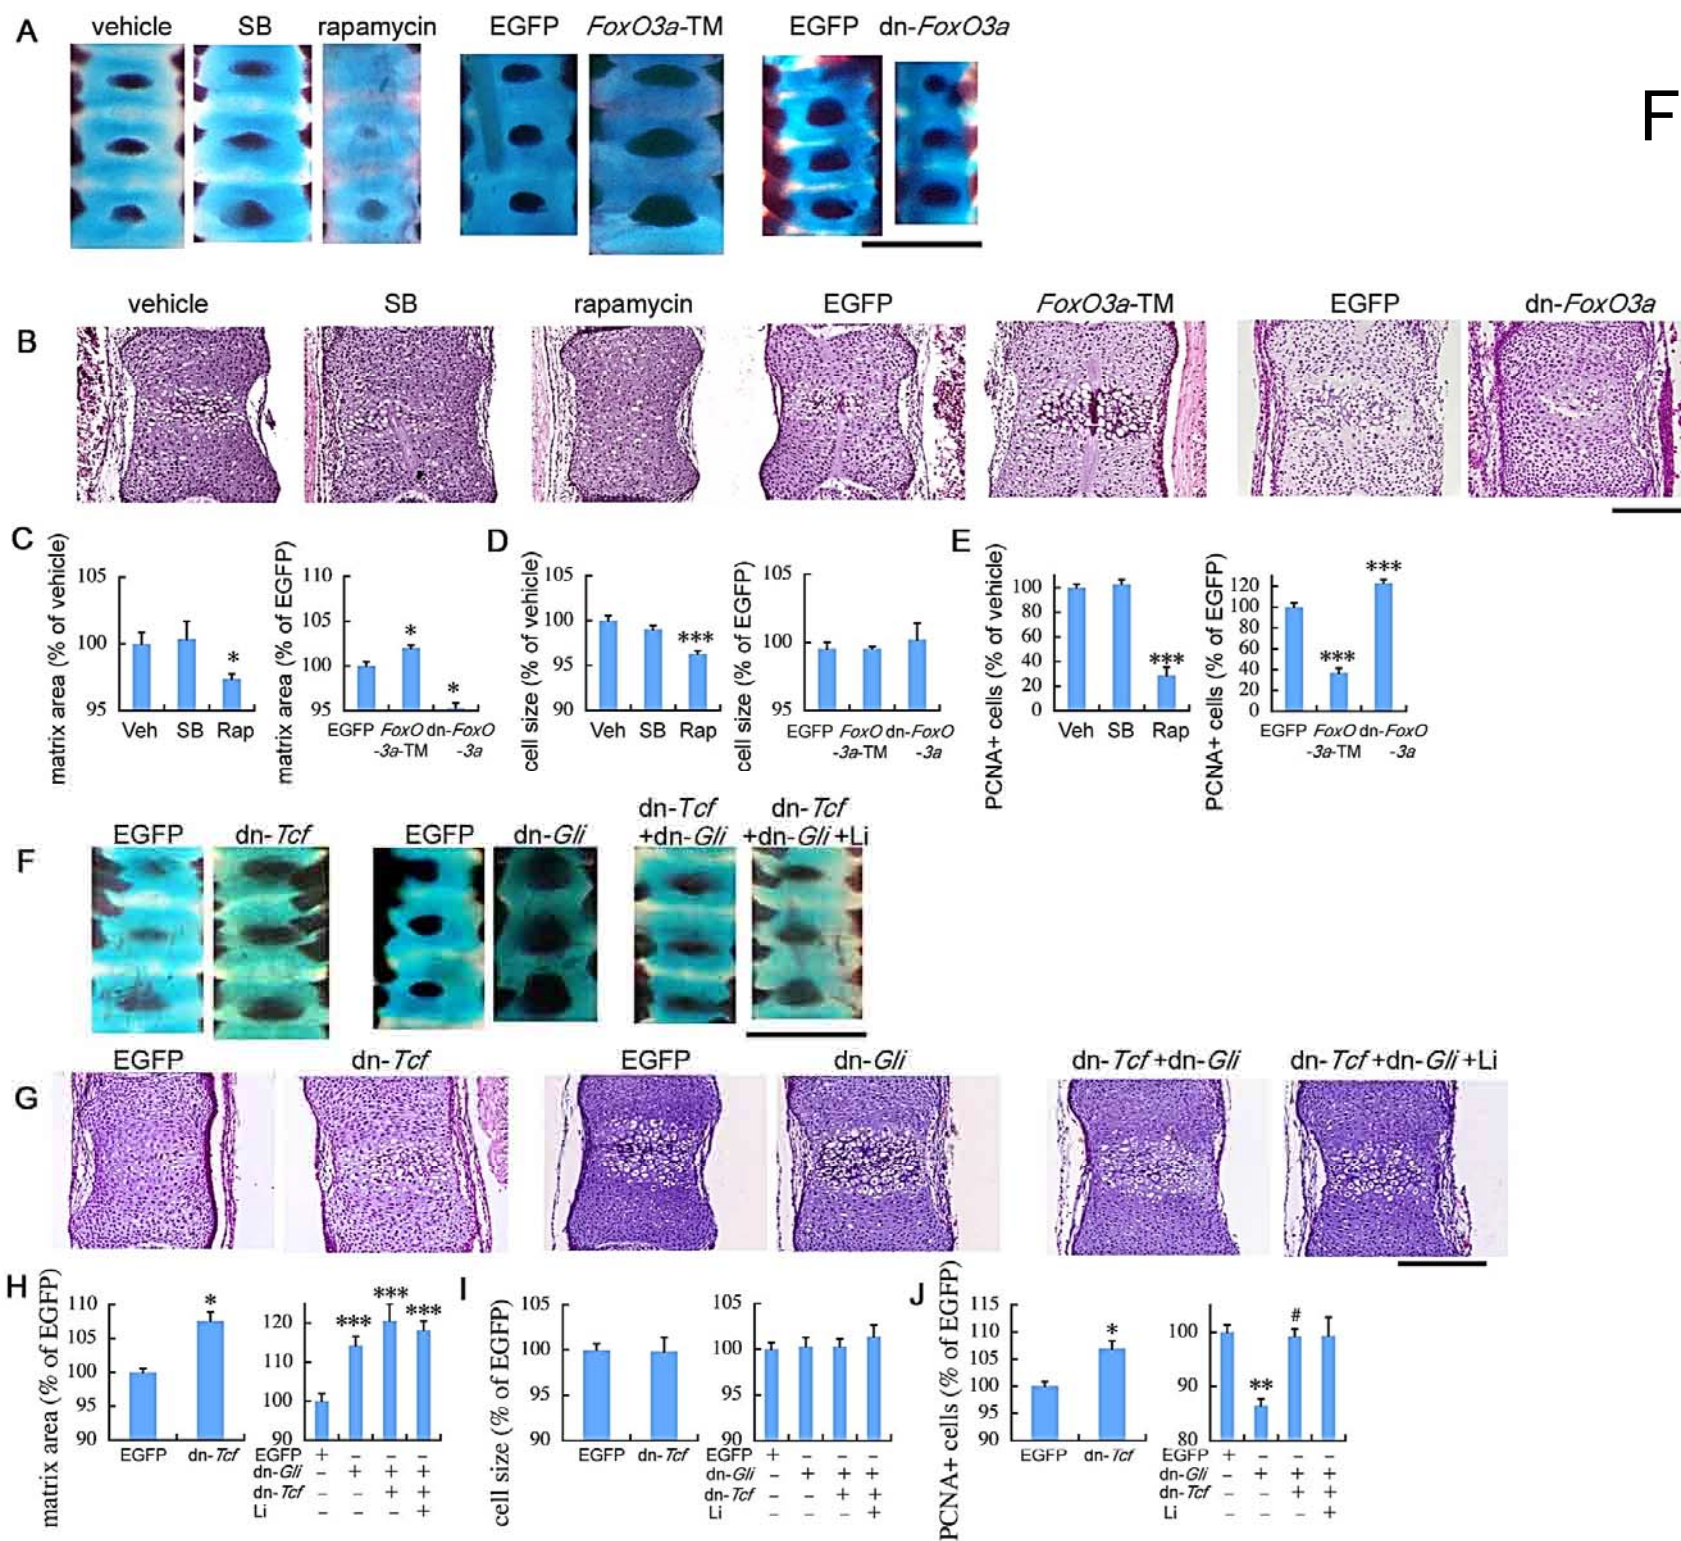 A
vehicle SB rapamycin EGFP FoxO3a-TM EGFP dn-FoxO3a
F
B
vehicle SB rapamycin EGFP FoxO3a-TM EGFP dn-FoxO3a
C
matrix area (% of vehicle)
105
100
95
Veh SB Rap
*
matrix area (% of EGFP)
110
105
100
95
*
*
EGFP FoxO dn-FoxO
-3a-TM -3a
D
cell size (% of vehicle)
105
100
95
90
***
Veh SB Rap
cell size (% of EGFP)
105
100
95
EGFP FoxO dn-FoxO
-3a-TM -3a
E
PCNA+ cells (% of vehicle)
100
80
60
40
20
0
***
Veh SB Rap
PCNA+ cells (% of EGFP)
120
100
80
60
40
20
0
***
***
EGFP FoxO dn-FoxO
-3a-TM -3a
F
EGFP dn-Tcf EGFP dn-Gli
dn-Tcf
+dn-Gli
dn-Tcf
+dn-Gli +Li
G
EGFP dn-Tcf EGFP dn-Gli dn-Tcf +dn-Gli dn-Tcf +dn-Gli +Li
H
matrix area (% of EGFP)
110
105
100
95
90
*
EGFP dn-Tcf
120
110
100
90
*** *** ***
EGFP + – – –
dn-Gli – + + +
dn-Tcf – – + +
Li – – – +
I
cell size (% of EGFP)
105
100
95
90
EGFP dn-Tcf
105
100
95
90
EGFP + – – –
dn-Gli – + + +
dn-Tcf – – + +
Li – – – +
J
PCNA+ cells (% of EGFP)
115
110
105
100
95
90
*
EGFP dn-Tcf
100
90
80
** #
EGFP + – – –
dn-Gli – + + +
dn-Tcf – – + +
Li – – – +